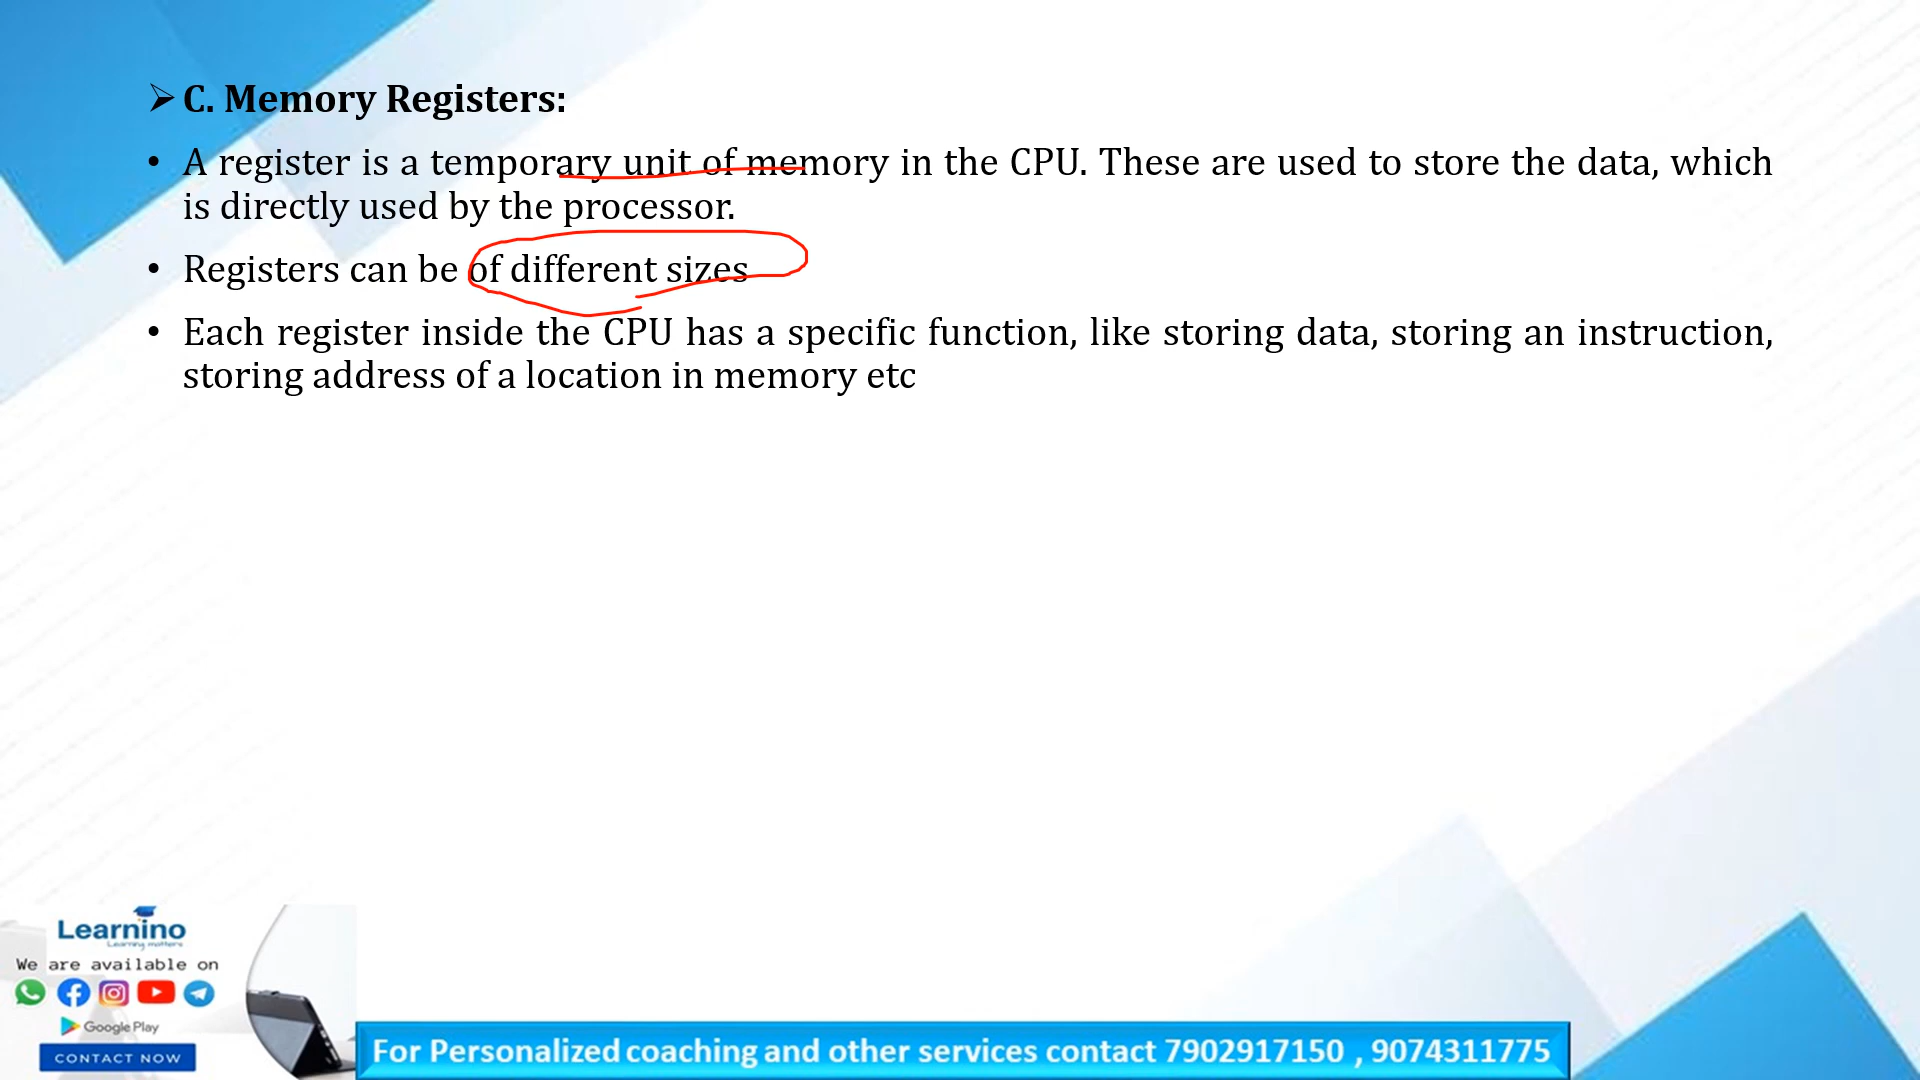 ➢ C. Memory Registers:
• A register is a temporary unit of memory in the CPU. These are used to store the data, which
is directly used by the processor.
• Registers can be of different sizes
• Each register inside the CPU has a specific function, like storing data, storing an instruction,
storing address of a location in memory etc
Learnino
Learning matters
We are available on
Google Play
CONTACT NOW
For Personalized coaching and other services contact 7902917150 , 9074311775